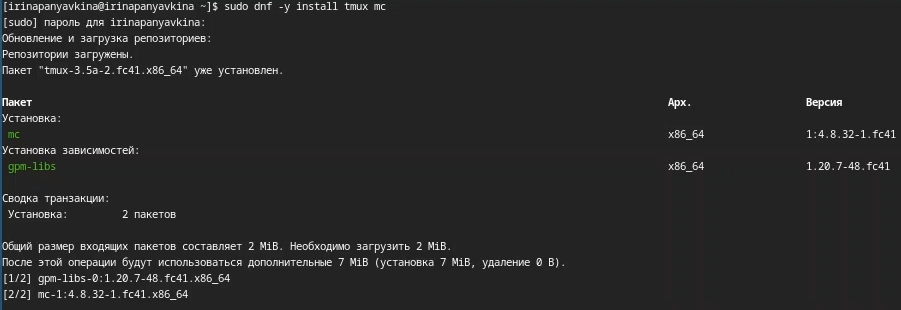 [irinapanyavkina@irinapanyavkina ~]$ sudo dnf -y install tmux mc
[sudo] пароль для irinapanyavkina:
Обновление и загрузка репозиториев:
Репозитории загружены.
Пакет "tmux-3.5a-2.fc41.x86_64" уже установлен.
Пакет Арх. Версия
Установка:
mc x86_64 1:4.8.32-1.fc41
Установка зависимостей:
gpm-libs x86_64 1.20.7-48.fc41
Сводка транзакции:
Установка: 2 пакетов
Общий размер входящих пакетов составляет 2 MiB. Необходимо загрузить 2 MiB.
После этой операции будут использоваться дополнительные 7 MiB (установка 7 MiB, удаление 0 B).
[1/2] gpm-libs-0:1.20.7-48.fc41.x86_64
[2/2] mc-1:4.8.32-1.fc41.x86_64